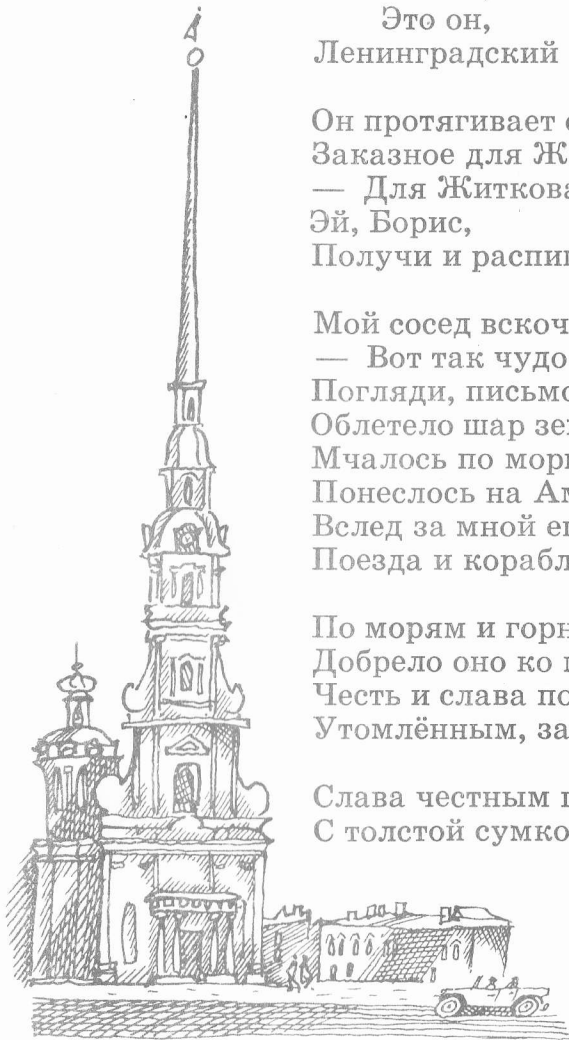 Это он,
Ленинградский
Он протягивает
Заказное для
— Для Житкова
Эй, Борис,
Получи и
Мой сосед
— Вот так чудо
Погляди, письмо
Облетело шар
Мчалось по
Понеслось на
Вслед за мной
Поезда и
По морям и
Добрело оно ко
Честь и слава
Утомлённым,
Слава честным
С толстой